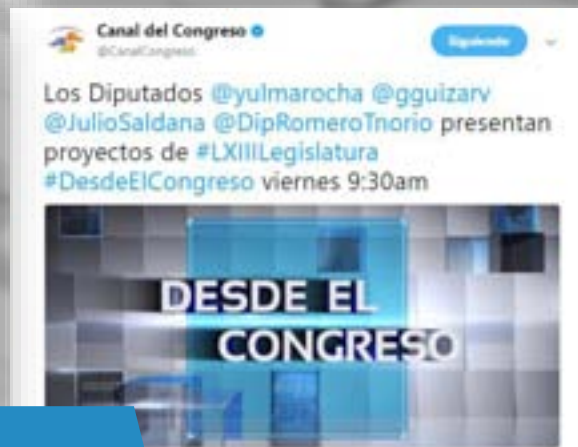 Canal del Congreso
@CanalCongreso
Siguiendo
Los Diputados @yulmarocha @gguizarv
@JulioSaldana @DipRomeroTnorio presentan
proyectos de #LXIIILegislatura
#DesdeElCongreso viernes 9:30am
DESDE EL
CONGRESO